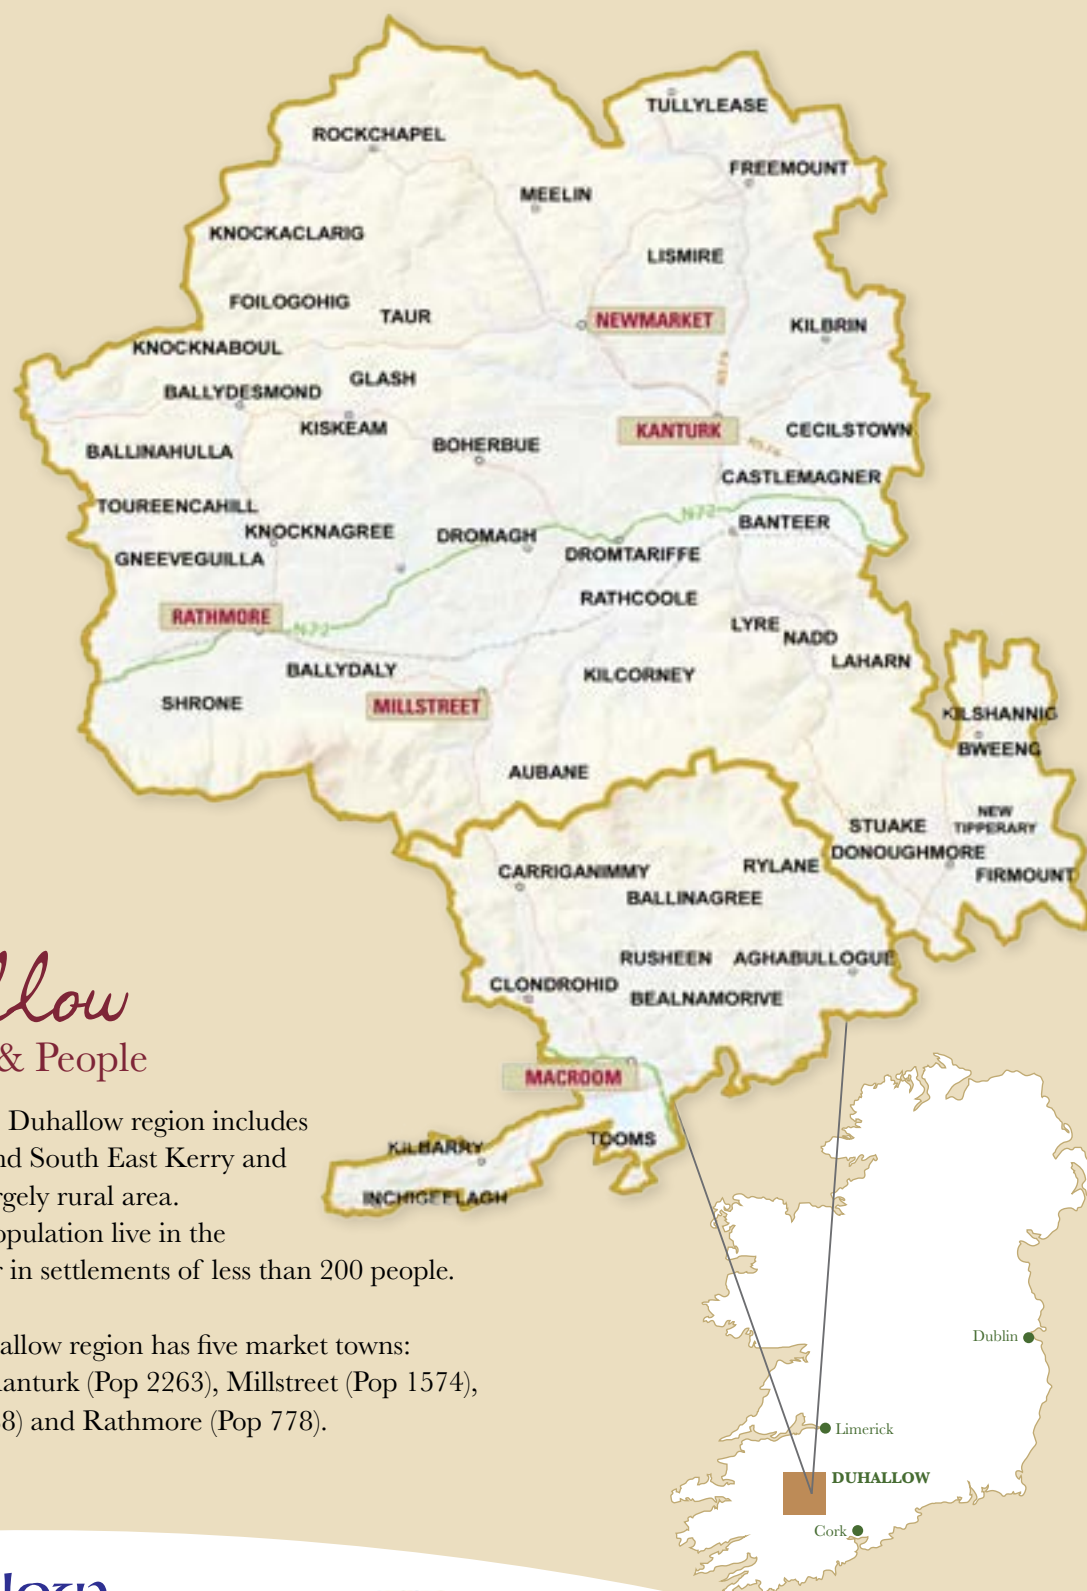 TULLYLEASE
ROCKCHAPEL
FREEMOUNT
MEELIN
KNOCKACLARIG
LISMIRE
FOILOGOHIG
TAUR
NEWMARKET
KILBRIN
KNOCKNABOUL
GLASH
BALLYDESMOND
KISKEAM
KANTURK
CECILSTOWN
BOHERBUE
BALLINAHULLA
CASTLEMAGNER
TOUREENCAHILL
N72
BANTEER
KNOCKNAGREE
DROMAGH
DROMTARIFFE
GNEEVEGUILLA
RATHCOOLE
RATHMORE
N72
LYRE
NADD
LAHARN
BALLYDALY
KILCORNEY
SHRONE
MILLSTREET
KILSHANNIG
BWEENG
AUBANE
NEW
TIPPERARY
STUAKE
DONOUGHMORE
RYLANE
CARRIGANIMMY
FIRMOUNT
BALLINAGREE
RUSHEEN
AGHABULLOGUE
CLONDROHID
BEALNAMORIVE
MACROOM
TOOMS
KILBARRY
INCHIGEELAGH
llow
& People
Duhallow region includes
nd South East Kerry and
rgely rural area.
opulation live in the
r in settlements of less than 200 people.
allow region has five market towns:
anturk (Pop 2263), Millstreet (Pop 1574),
8) and Rathmore (Pop 778).
Dublin
Limerick
DUHALLOW
Cork